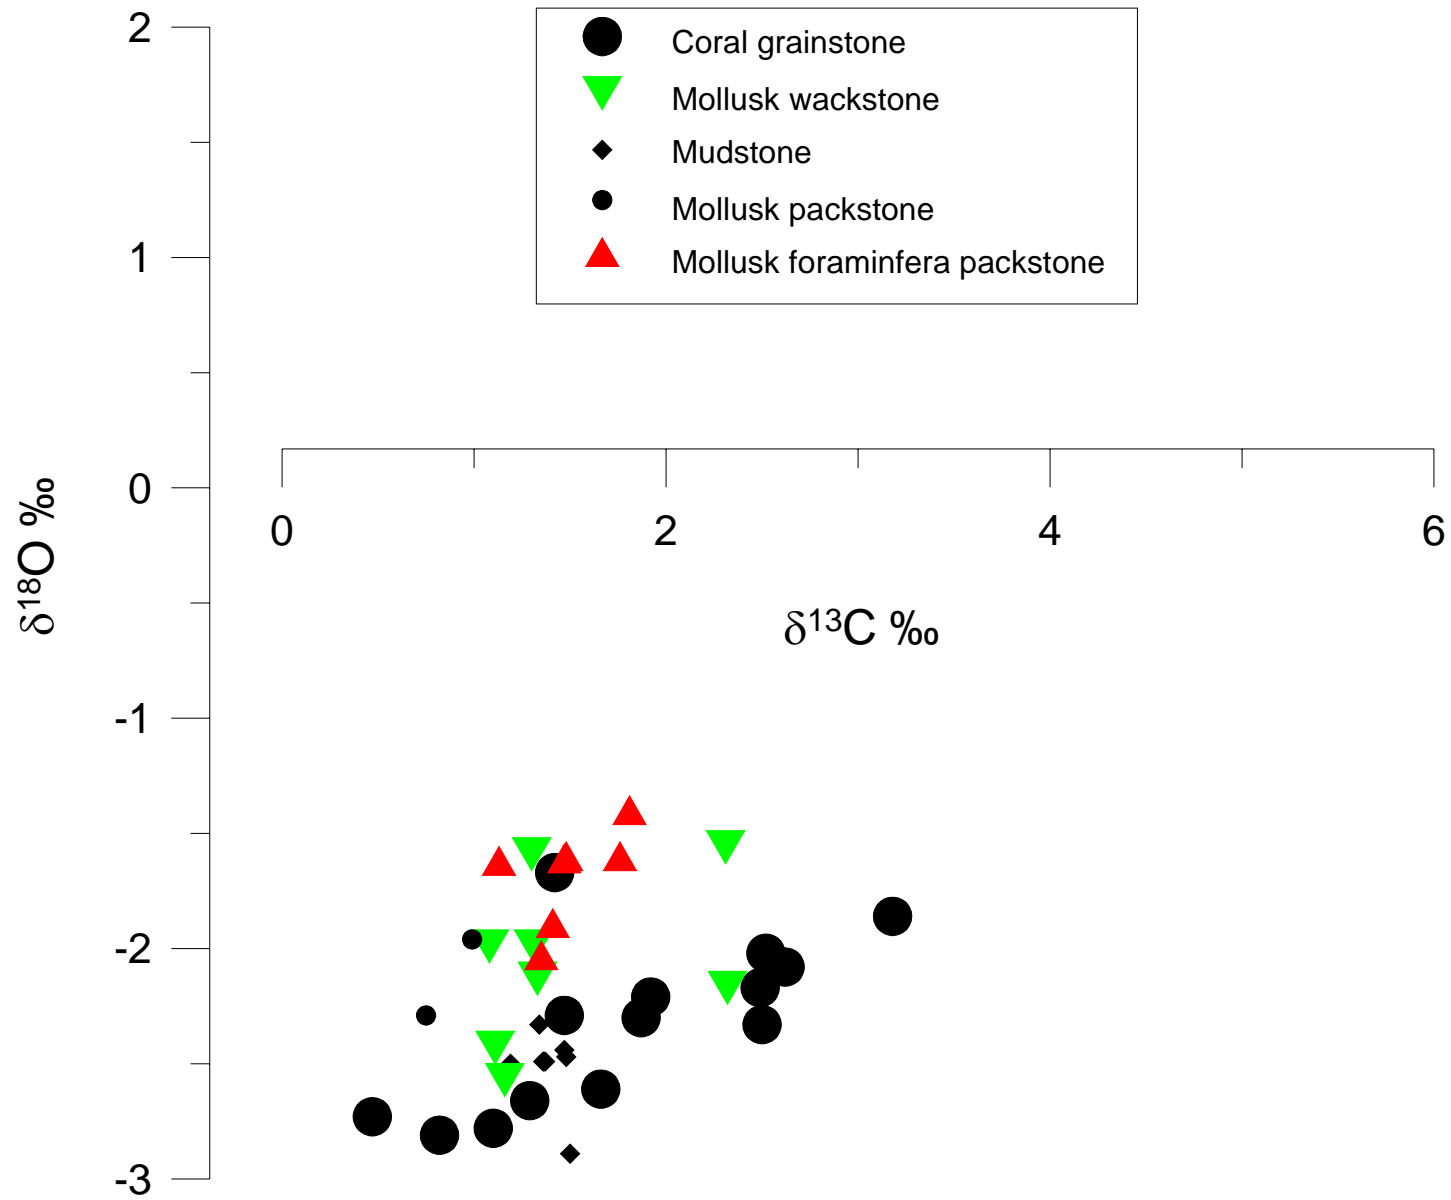 2
Coral grainstone
Mollusk wackstone
Mudstone
Mollusk packstone
Mollusk foraminfera packstone
1
0
0 2 4 6
δ18O ‰
δ13C ‰
-1
-2
-3